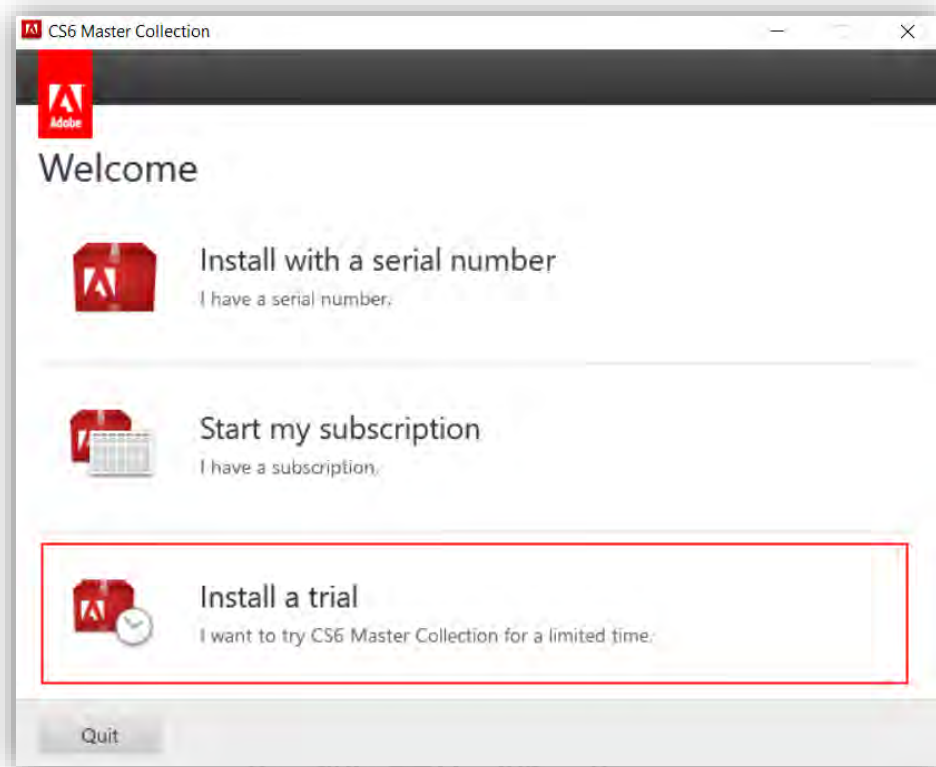 CS6 Master Collection
Adobe
Welcome
Install with a serial number
I have a serial number.
Start my subscription
I have a subscription.
Install a trial
I want to try CS6 Master Collection for a limited time.
Quit